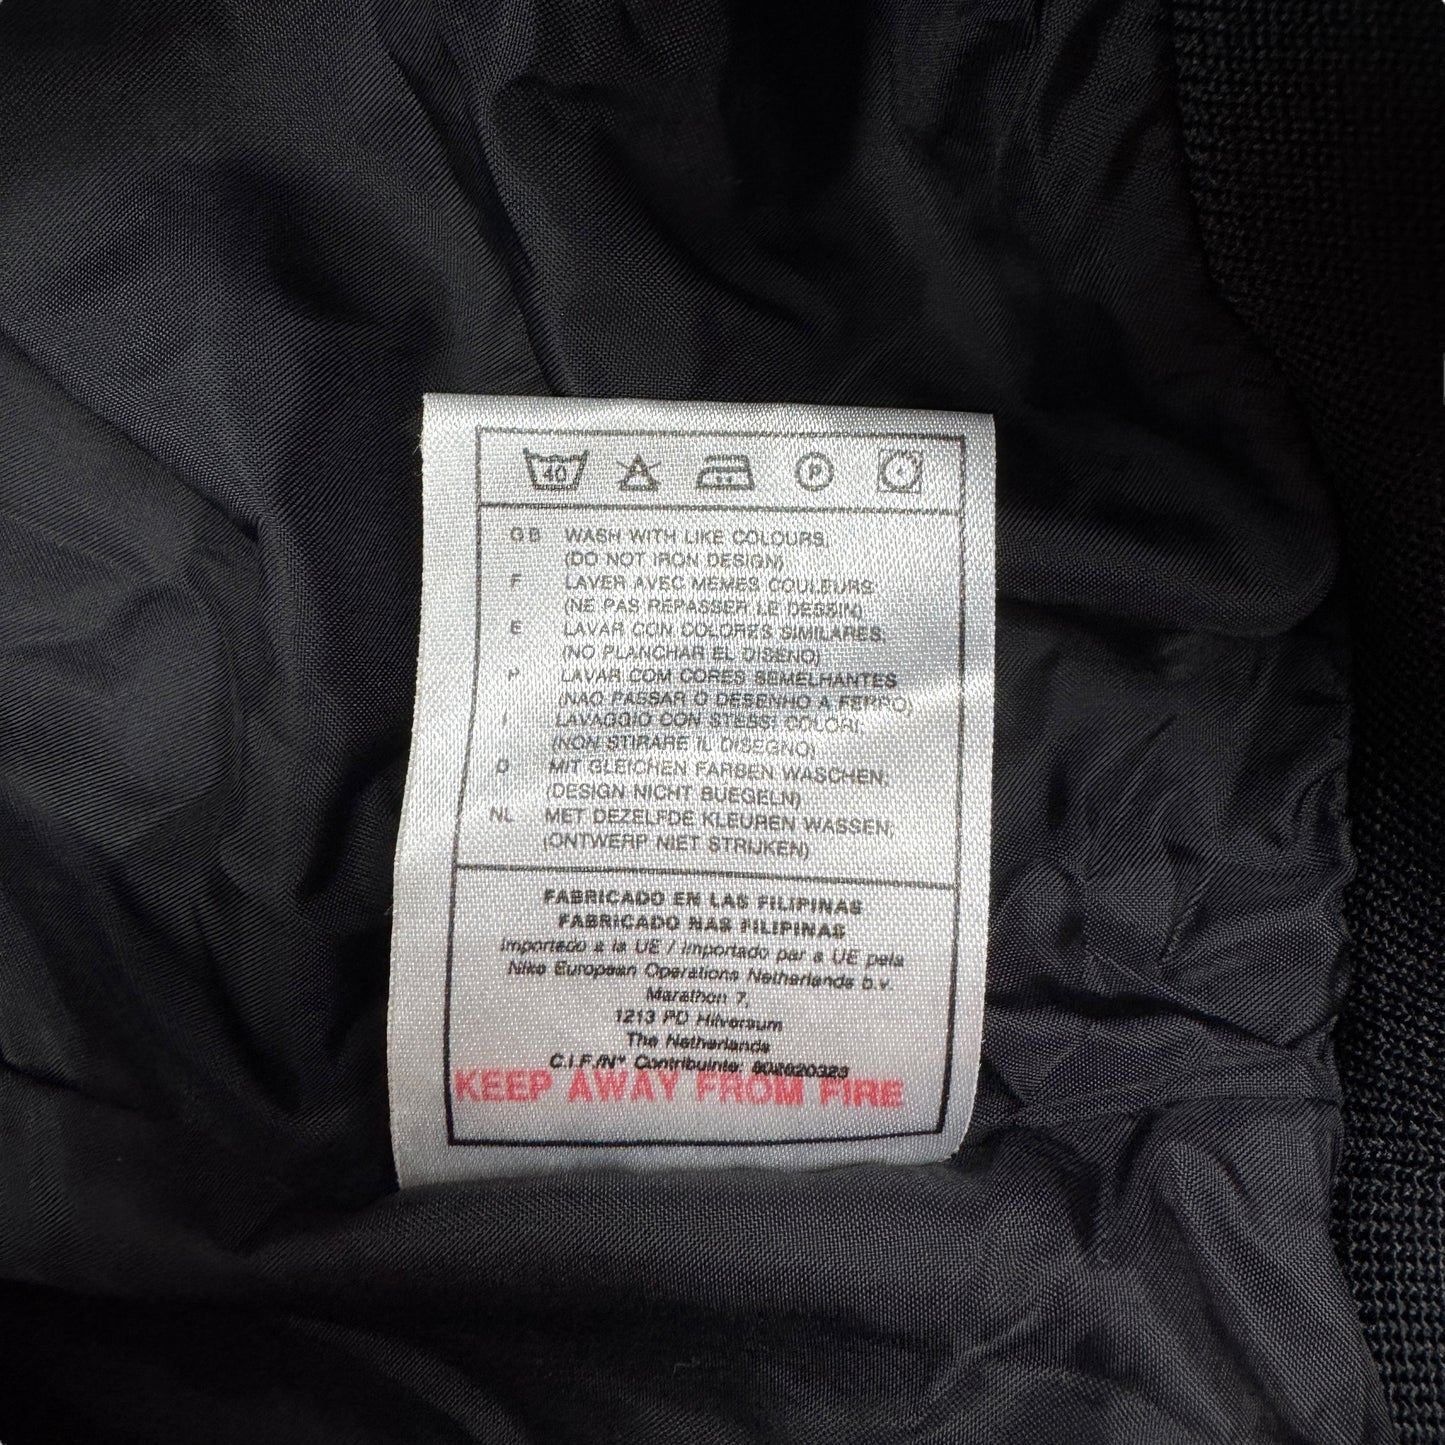 40 P
GB WASH WITH LIKE COLOURS,
(DO NOT IRON DESIGN)
F LAVER AVEC MEMES COULEURS
(NE PAS REPASSER LE DESSIN)
E LAVAR CON COLORES SIMILARES,
(NO PLANCHAR EL DISENO)
P LAVAR COM CORES SEMELHANTES
(NAO PASSAR O DESENHO A FERRO)
I LAVAGGIO CON STESSI COLORI,
(NON STIRARE IL DISEGNO)
D MIT GLEICHEN FARBEN WASCHEN,
(DESIGN NICHT BUEGELN)
NL MET DEZELFDE KLEUREN WASSEN,
(ONTWERP NIET STRIJKEN)
FABRICADO EN LAS FILIPINAS
FABRICADO NAS FILIPINAS
Importado a la UE / Importado par a UE pela
Nike European Operations Netherlands b.v.
Marathon 7,
1213 PD Hilversum
The Netherlands
C.I.F./N° Contribuinte:
KEEP AWAY FROM FIRE